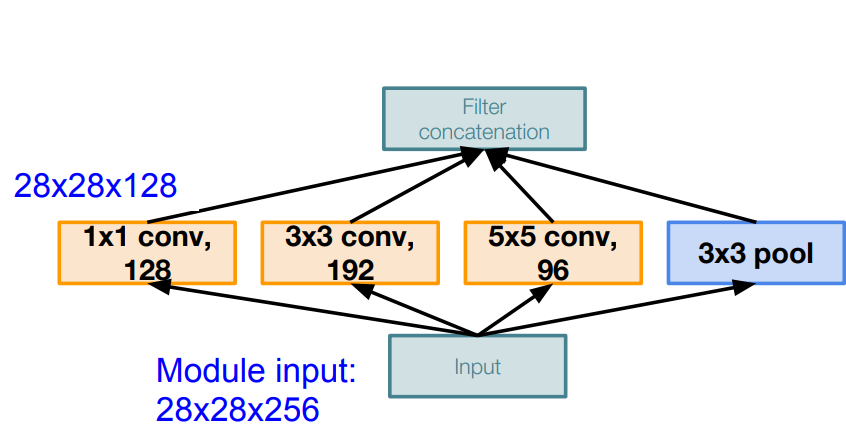 Filter
concatenation
28x28x128
1x1 conv,
128
3x3 conv,
192
5x5 conv,
96
3x3 pool
Input
Module input:
28x28x256